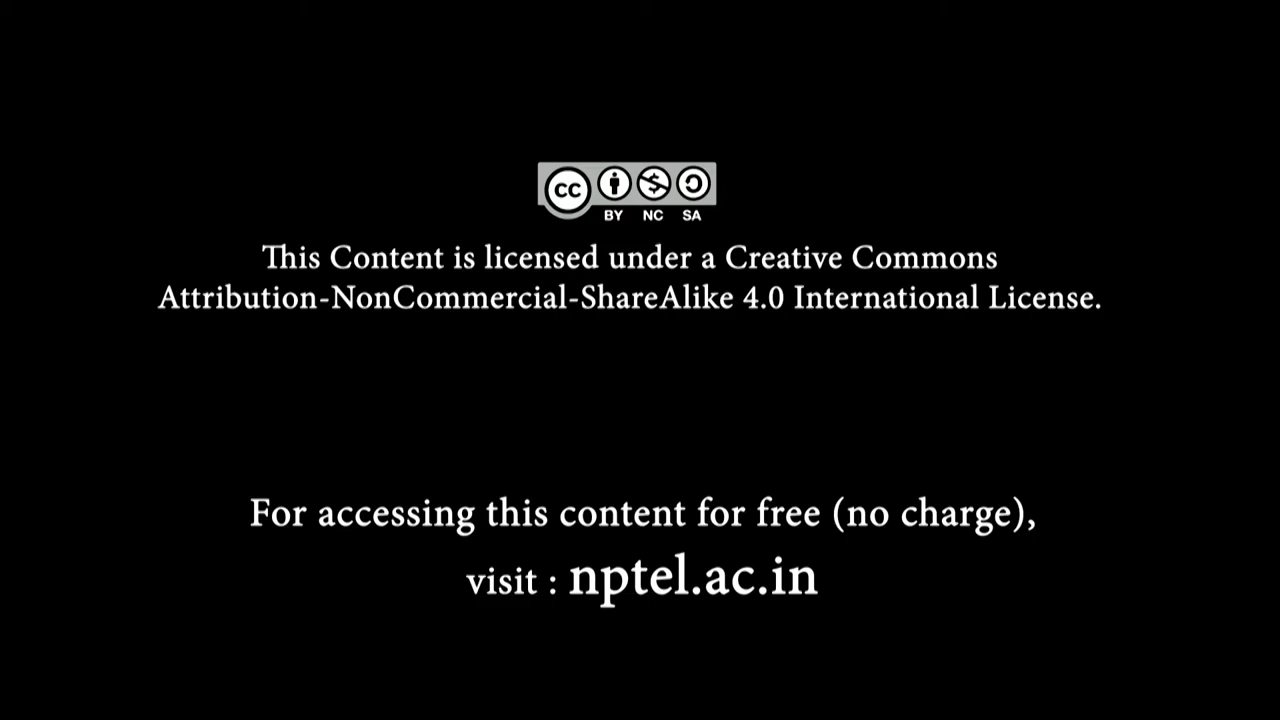 cc
BY NC SA
This Content is licensed under a Creative Commons
Attribution-NonCommercial-ShareAlike 4.0 International License.
For accessing this content for free (no charge),
visit : nptel.ac.in